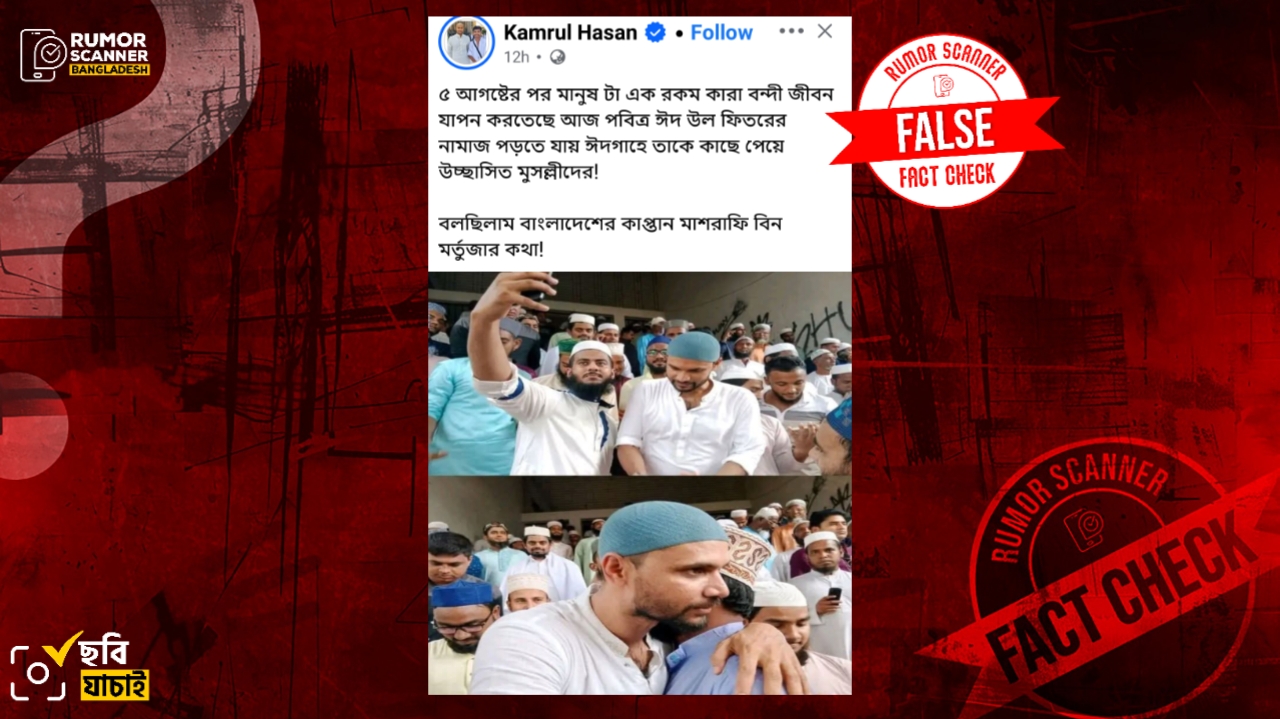 RUMOR
SCANNER
BANGLADESH
Kamrul Hasan • Follow
12h •
৫ আগষ্টের পর মানুষ টা এক রকম কারা বন্দী জীবন
যাপন করতেছে আজ পবিত্র ঈদ উল ফিতরের
নামাজ পড়তে যায় ঈদগাহে তাকে কাছে পেয়ে
উচ্ছাসিত মুসল্লীদের!
বলছিলাম বাংলাদেশের কাপ্তান মাশরাফি বিন
মর্তুজার কথা!
RUMOR SCANNER
FALSE
FACT CHECK
RUMOR SCANNER
FACT CHECK
ছবি
যাচাই